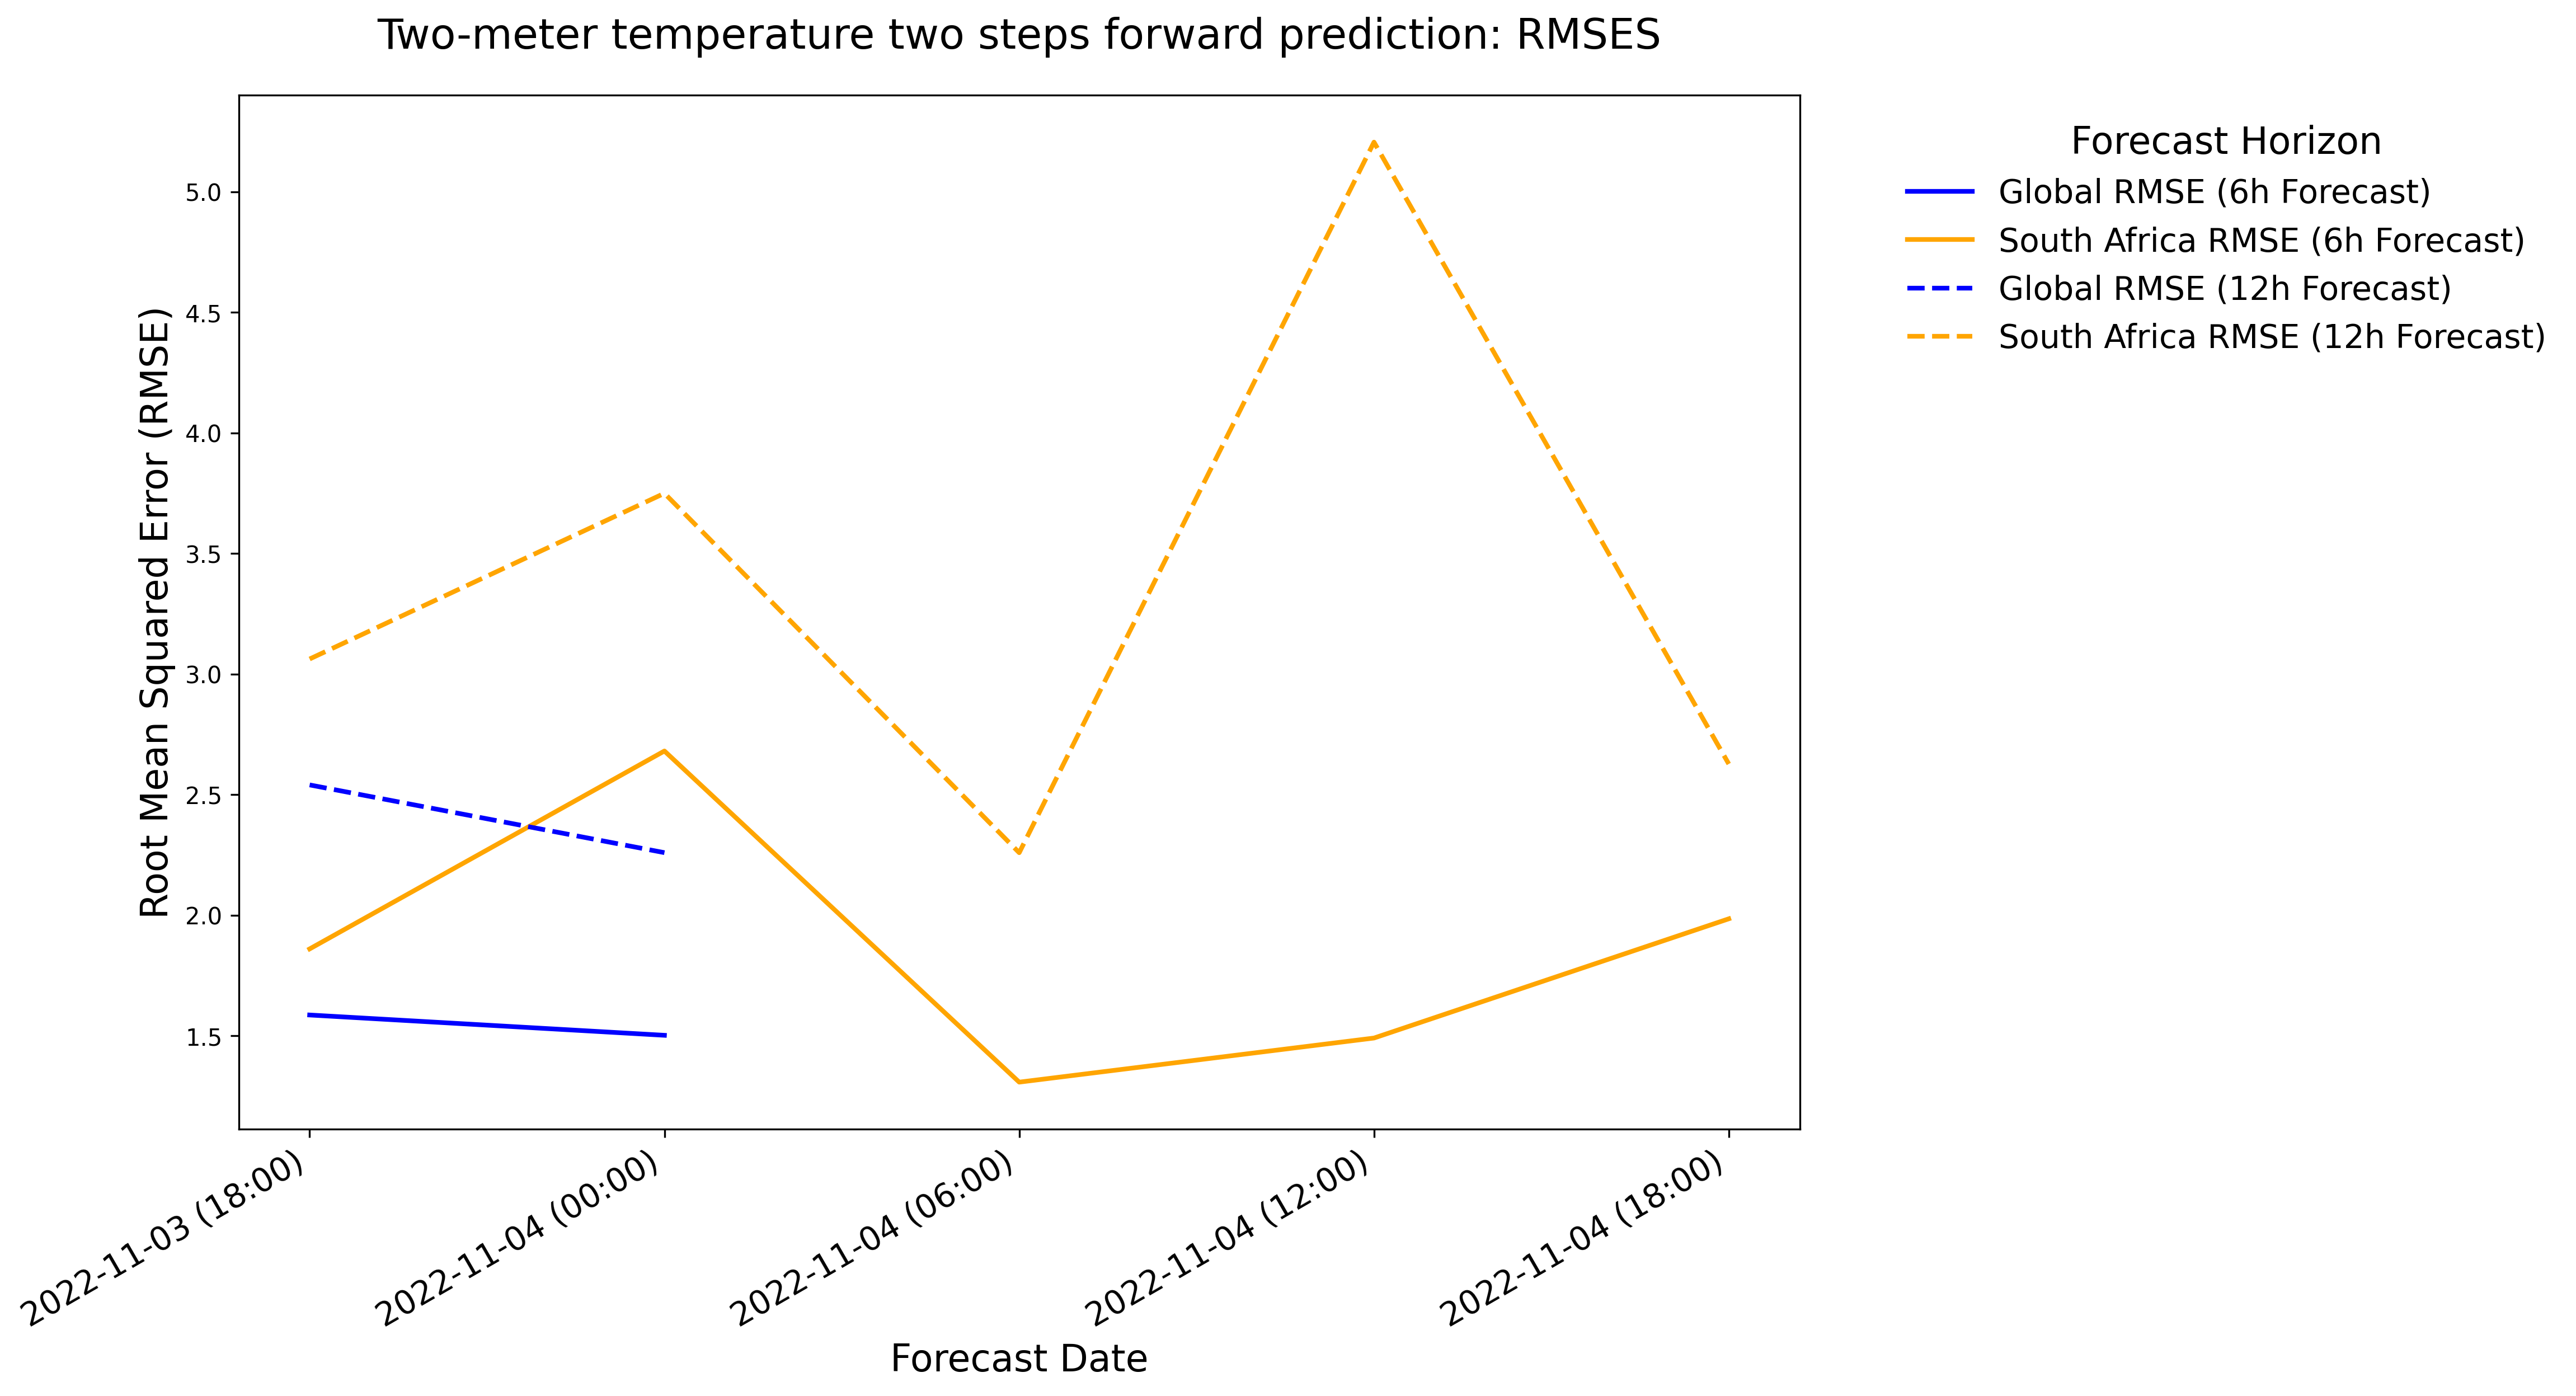 Two-meter temperature two steps forward prediction: RMSES
Root Mean Squared Error (RMSE)
5.0
4.5
4.0
3.5
3.0
2.5
2.0
1.5
2022-11-03 (18:00)
2022-11-04 (00:00)
2022-11-04 (06:00)
2022-11-04 (12:00)
2022-11-04 (18:00)
Forecast Date
Forecast Horizon
Global RMSE (6h Forecast)
South Africa RMSE (6h Forecast)
Global RMSE (12h Forecast)
South Africa RMSE (12h Forecast)